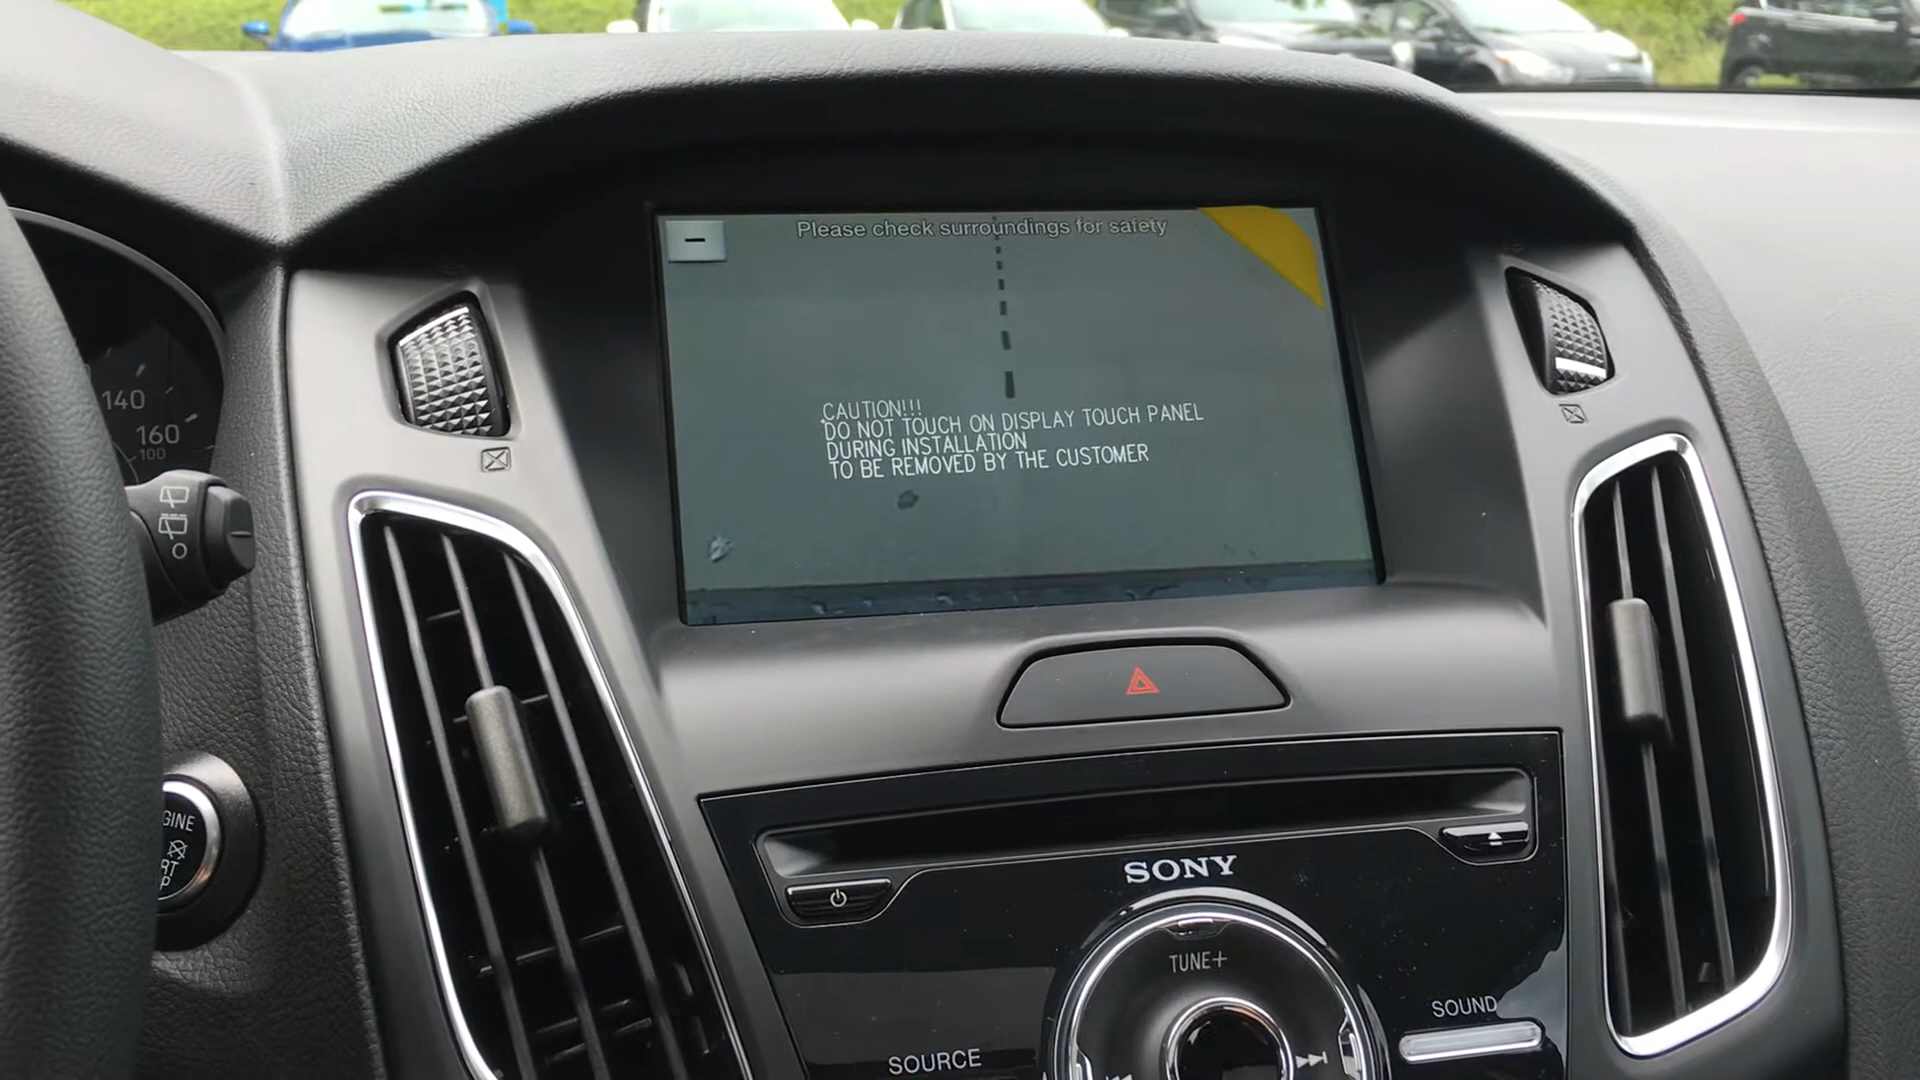 Please check surroundings for safety
CAUTION!!!
DO NOT TOUCH ON DISPLAY TOUCH PANEL
DURING INSTALLATION
TO BE REMOVED BY THE CUSTOMER
140
160
100
SONY
TUNE+
SOUND
SOURCE